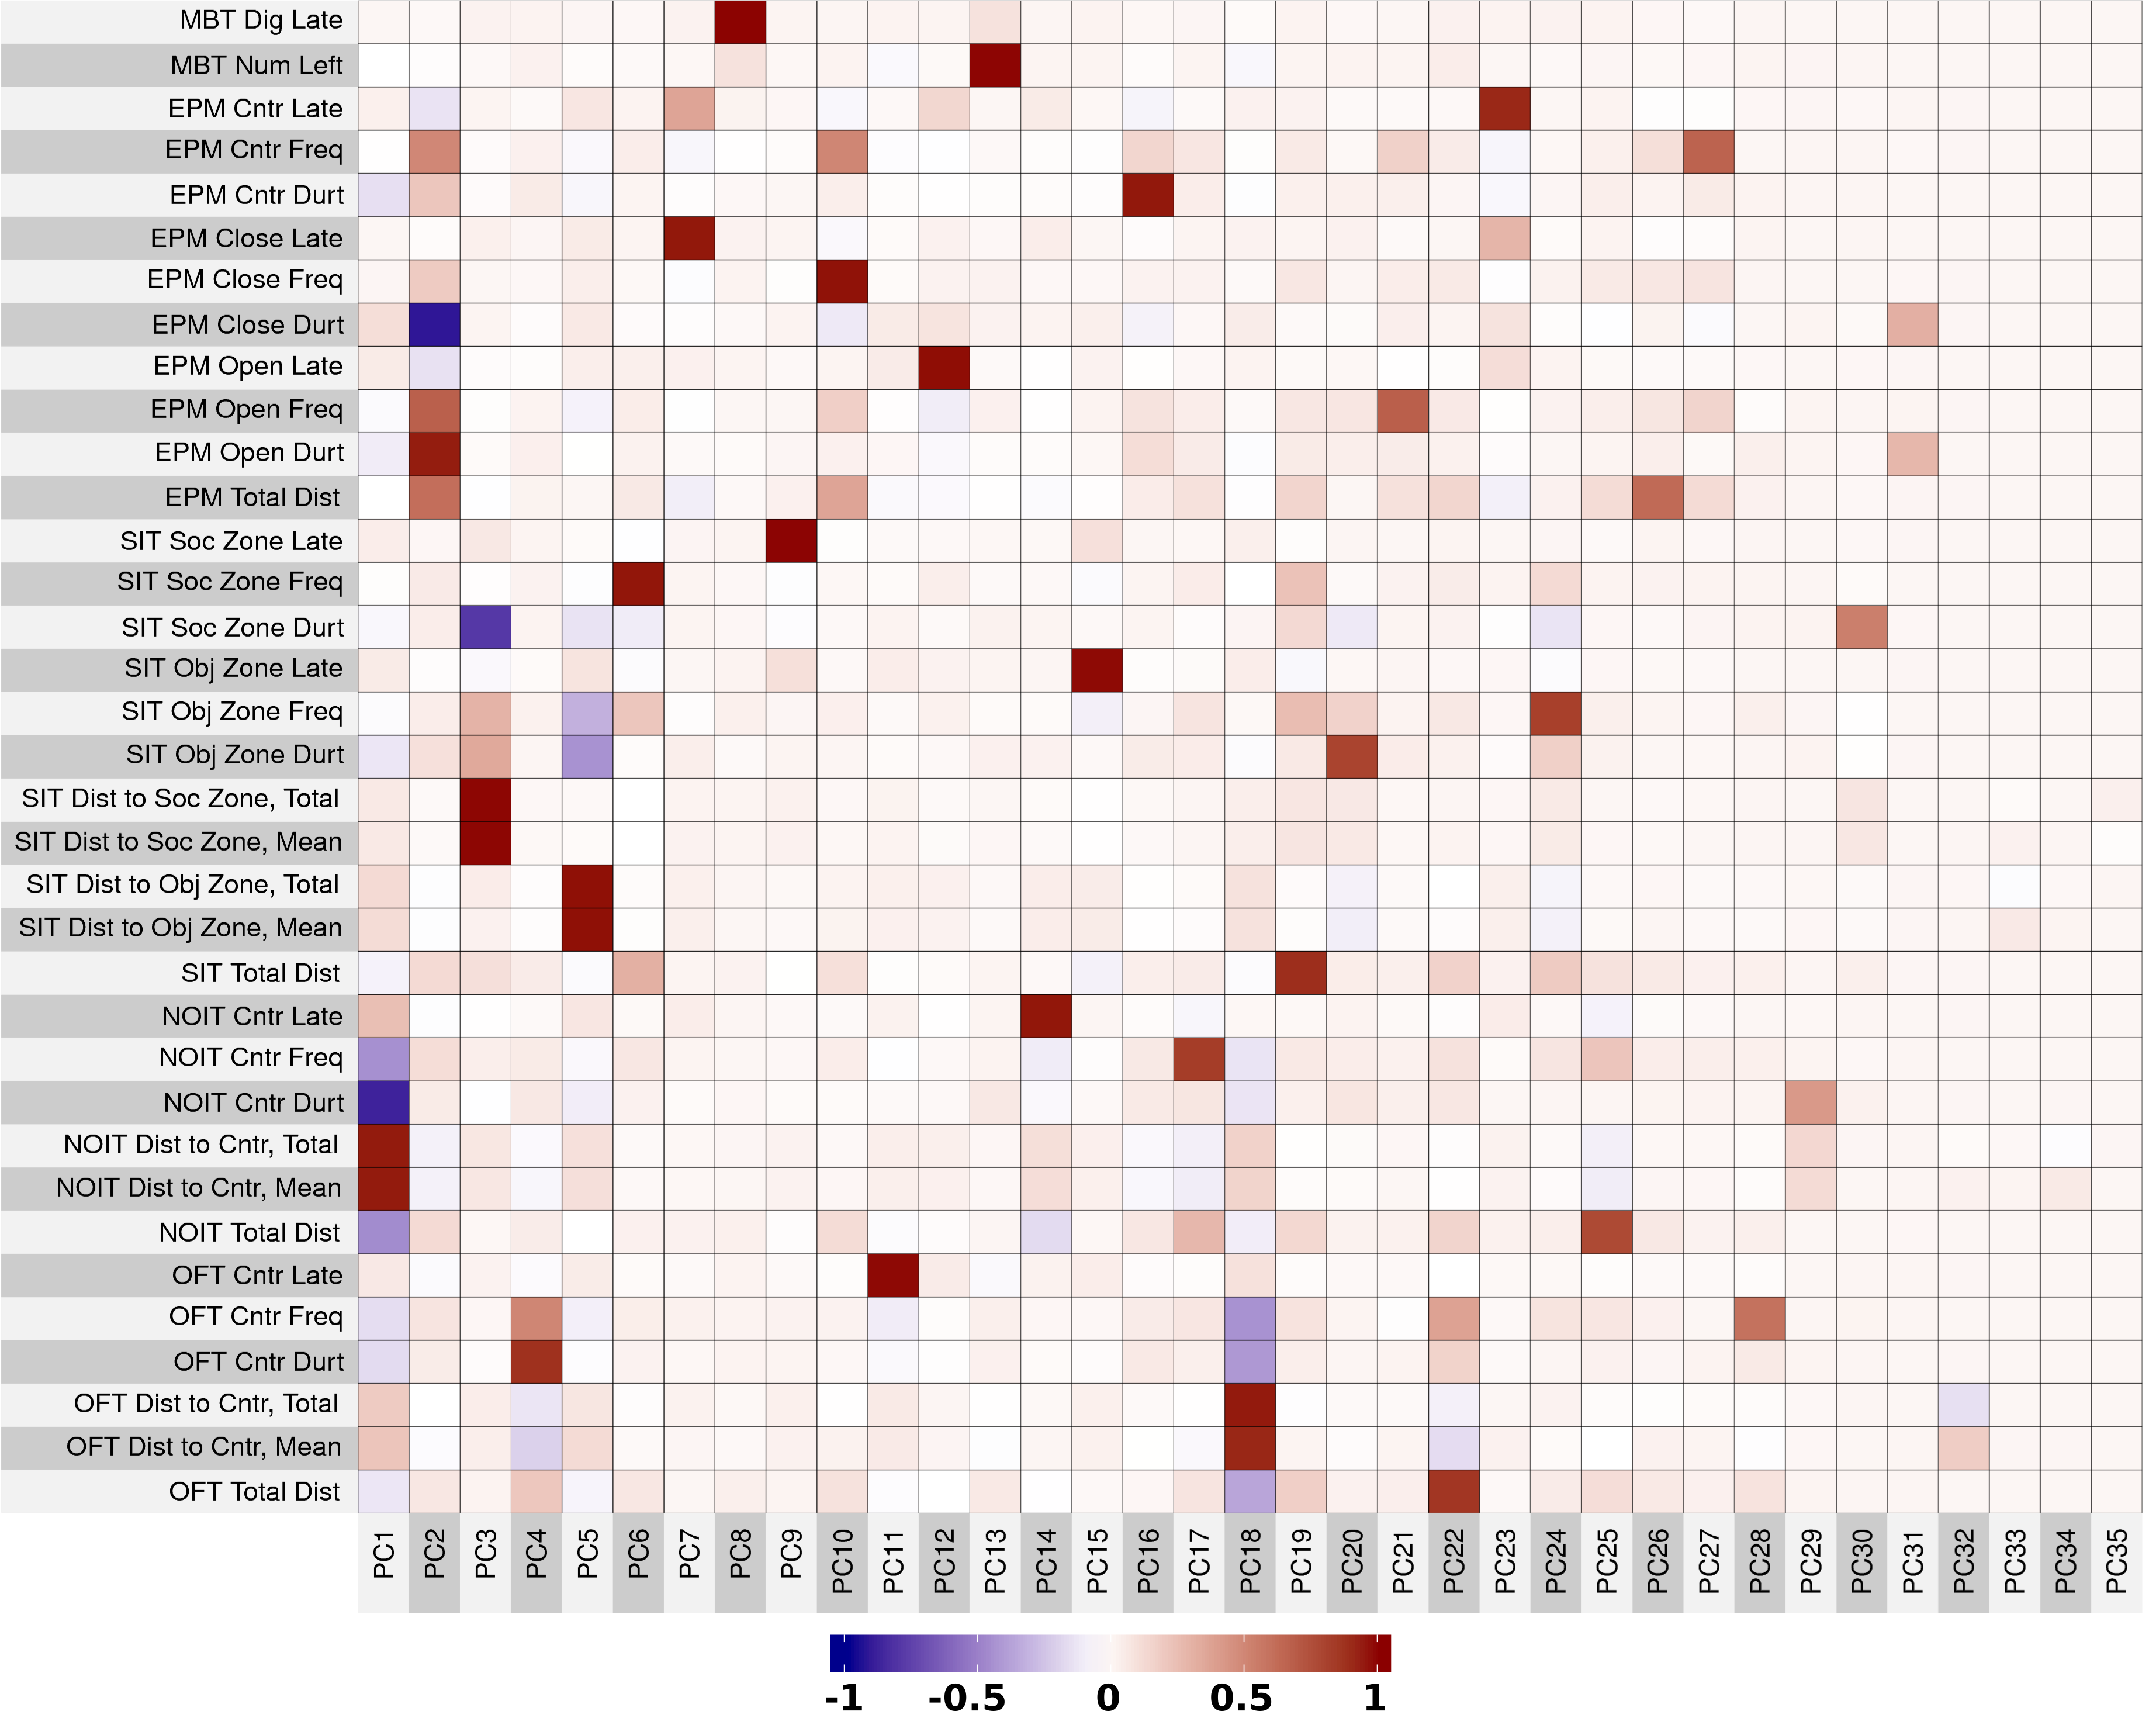 MBT Dig Late
MBT Num Left
EPM Cntr Late
EPM Cntr Freq
EPM Cntr Durt
EPM Close Late
EPM Close Freq
EPM Close Durt
EPM Open Late
EPM Open Freq
EPM Open Durt
EPM Total Dist
SIT Soc Zone Late
SIT Soc Zone Freq
SIT Soc Zone Durt
SIT Obj Zone Late
SIT Obj Zone Freq
SIT Obj Zone Durt
SIT Dist to Soc Zone, Total
SIT Dist to Soc Zone, Mean
SIT Dist to Obj Zone, Total
SIT Dist to Obj Zone, Mean
SIT Total Dist
NOIT Cntr Late
NOIT Cntr Freq
NOIT Cntr Durt
NOIT Dist to Cntr, Total
NOIT Dist to Cntr, Mean
NOIT Total Dist
OFT Cntr Late
OFT Cntr Freq
OFT Cntr Durt
OFT Dist to Cntr, Total
OFT Dist to Cntr, Mean
OFT Total Dist
PC1
PC2
PC3
PC4
PC5
PC6
PC7
PC8
PC9
PC10
PC11
PC12
PC13
PC14
PC15
PC16
PC17
PC18
PC19
PC20
PC21
PC22
PC23
PC24
PC25
PC26
PC27
PC28
PC29
PC30
PC31
PC32
PC33
PC34
PC35
-1 -0.5 0 0.5 1